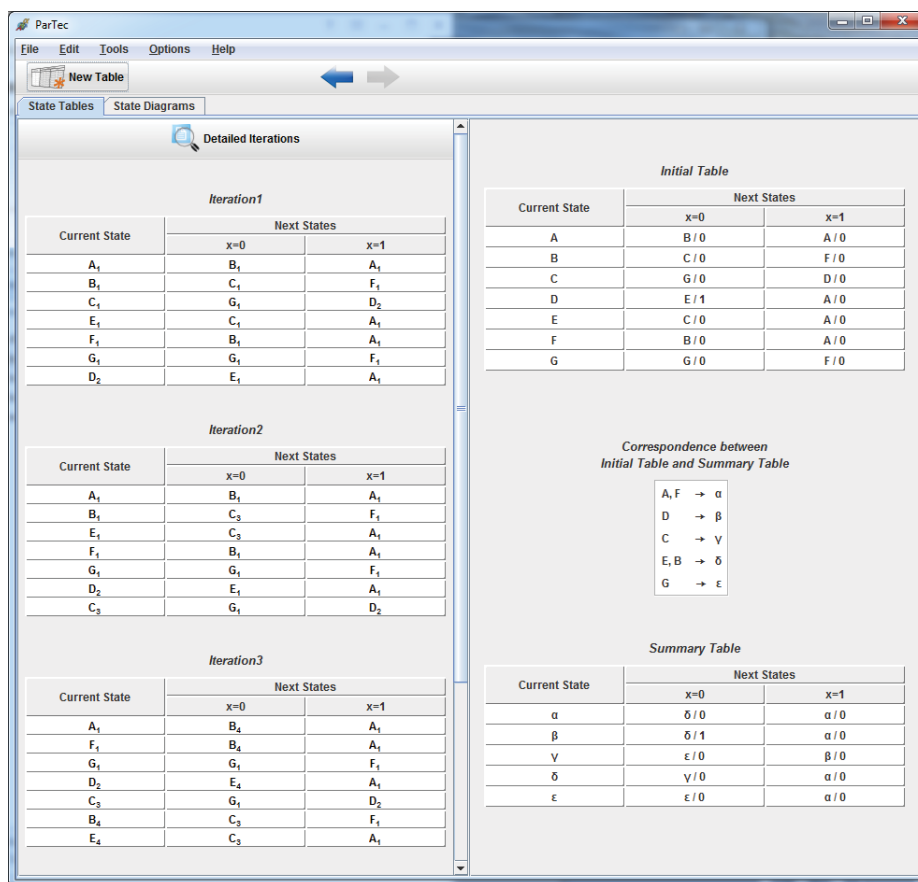 ParTec
File Edit Tools Options Help
New Table
State Tables State Diagrams
Detailed Iterations
Iteration1
Current State Next States
x=0 x=1
A₁ B₁ A₁
B₁ C₁ F₁
C₁ G₁ D₂
E₁ C₁ A₁
F₁ B₁ A₁
G₁ G₁ F₁
D₂ E₁ A₁
Iteration2
Current State Next States
x=0 x=1
A₁ B₁ A₁
B₁ C₃ F₁
E₁ C₃ A₁
F₁ B₁ A₁
G₁ G₁ F₁
D₂ E₁ A₁
C₃ G₁ D₂
Iteration3
Current State Next States
x=0 x=1
A₁ B₄ A₁
F₁ B₄ A₁
G₁ G₁ F₁
D₂ E₄ A₁
C₃ G₁ D₂
B₄ C₃ F₁
E₄ C₃ A₁
Initial Table
Current State Next States
x=0 x=1
A B / 0 A / 0
B C / 0 F / 0
C G / 0 D / 0
D E / 1 A / 0
E C / 0 A / 0
F B / 0 A / 0
G G / 0 F / 0
Correspondence between
Initial Table and Summary Table
A, F → α
D → β
C → γ
E, B → δ
G → ε
Summary Table
Current State Next States
x=0 x=1
α δ / 0 α / 0
β δ / 1 α / 0
γ ε / 0 β / 0
δ γ / 0 α / 0
ε ε / 0 α / 0